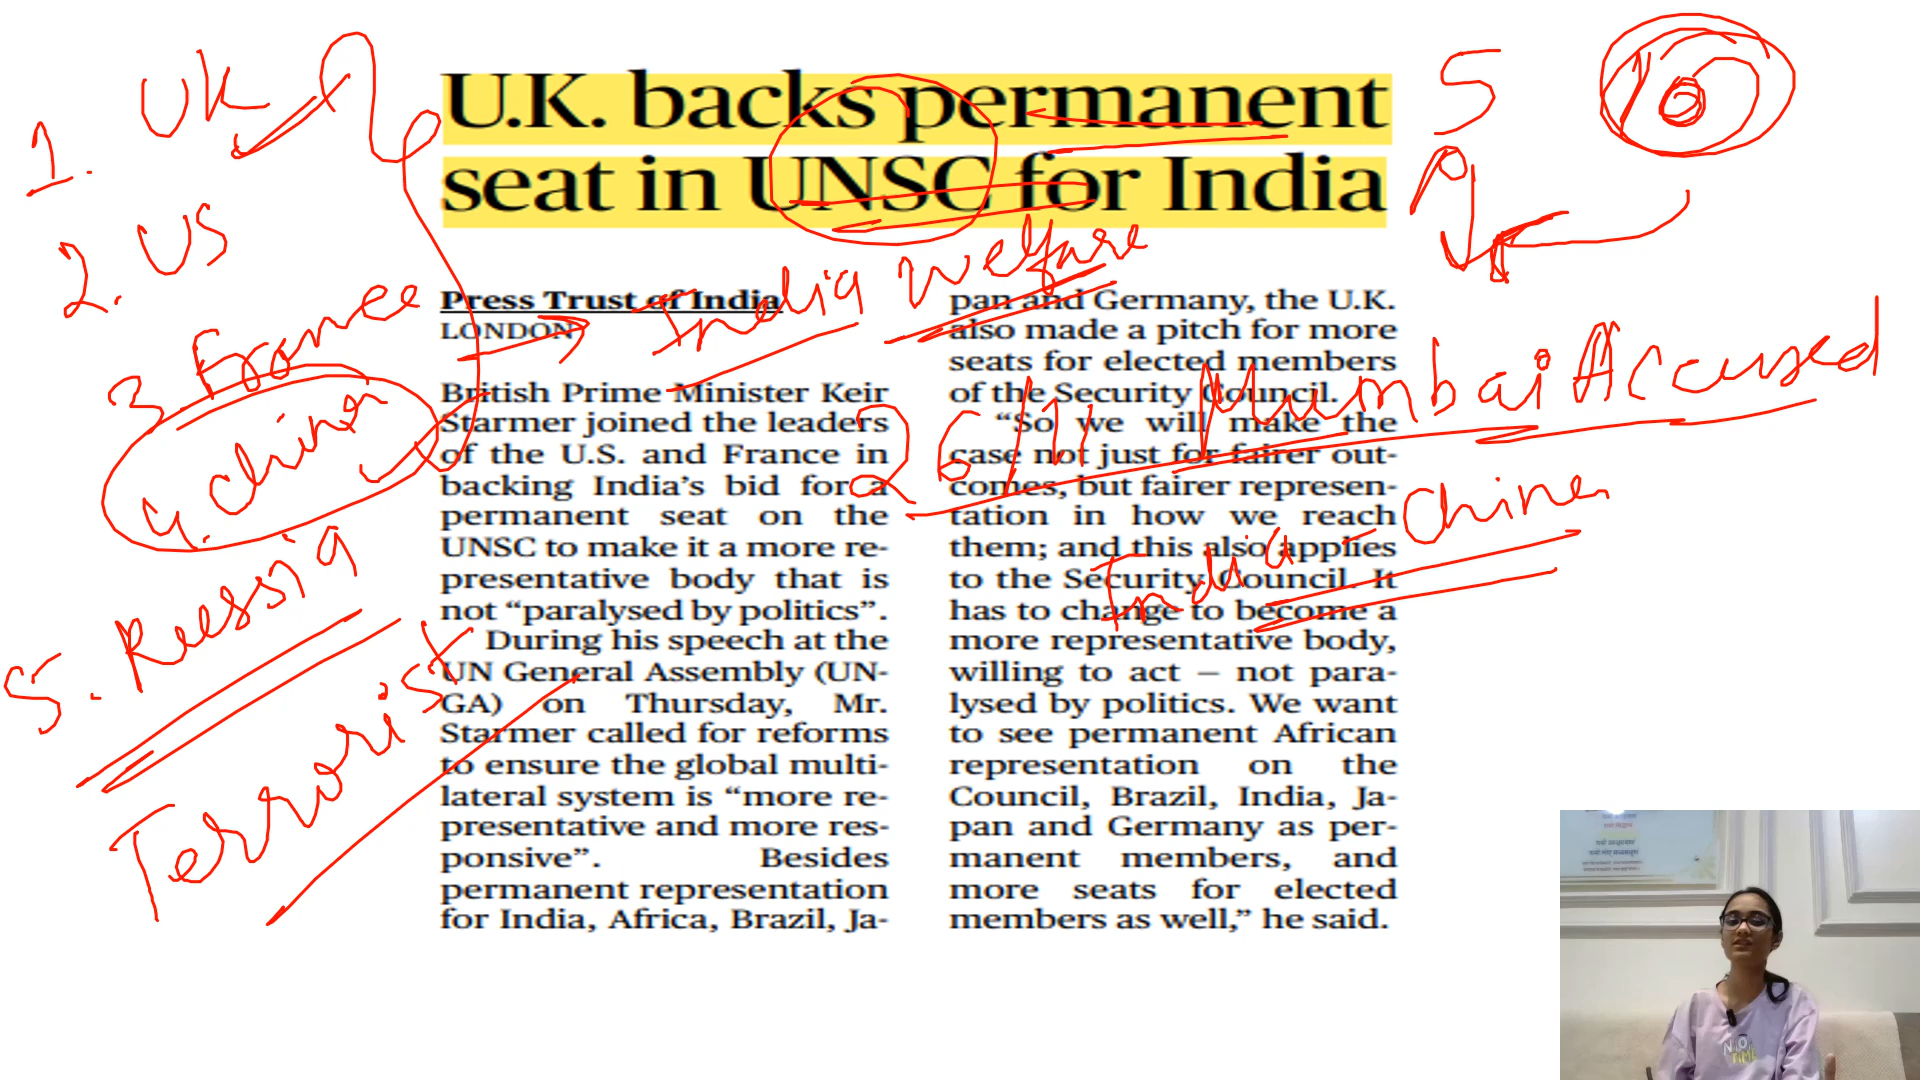 U.K. backs permanent
seat in UNSC for India
Press Trust of India
LONDON
British Prime Minister Keir
Starmer joined the leaders
of the U.S. and France in
backing India's bid for a
permanent seat on the
UNSC to make it a more re-
presentative body that is
not “paralysed by politics”.
During his speech at the
UN General Assembly (UN-
GA) on Thursday, Mr.
Starmer called for reforms
to ensure the global multi-
lateral system is “more re-
presentative and more res-
ponsive”. Besides
permanent representation
for India, Africa, Brazil, Ja-
pan and Germany, the U.K.
also made a pitch for more
seats for elected members
of the Security Council.
“So we will make the
case not just for fairer out-
comes, but fairer represen-
tation in how we reach
them; and this also applies
to the Security Council. It
has to change to become a
more representative body,
willing to act – not para-
lysed by politics. We want
to see permanent African
representation on the
Council, Brazil, India, Ja-
pan and Germany as per-
manent members, and
more seats for elected
members as well,” he said.
1. UK
2. US
3. France
4. China
5. Russia
Terrorist
India Welfare
26/11 Mumbai Accused
India - China
5
10
NO
TIME